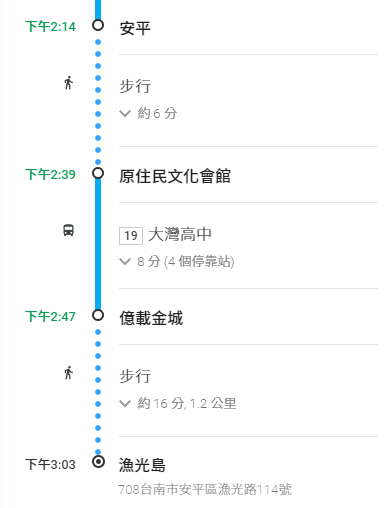 下午2:14 安平
步行
約 6 分
下午2:39 原住民文化會館
19 大灣高中
8 分 (4 個停靠站)
下午2:47 億載金城
步行
約 16 分, 1.2 公里
下午3:03 漁光島
708台南市安平區漁光路114號